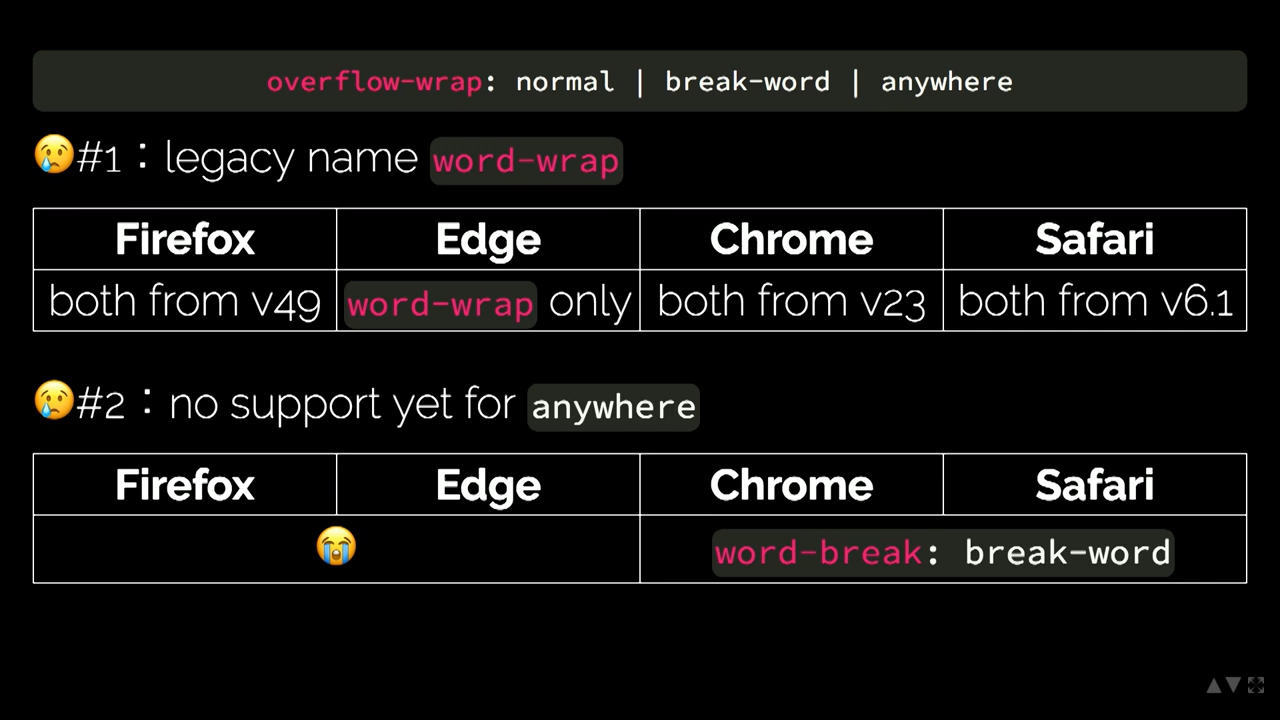 overflow-wrap: normal | break-word | anywhere
😢#1：legacy name word-wrap
Firefox Edge Chrome Safari
both from v49 word-wrap only both from v23 both from v6.1
😢#2：no support yet for anywhere
Firefox Edge Chrome Safari
😭 word-break: break-word